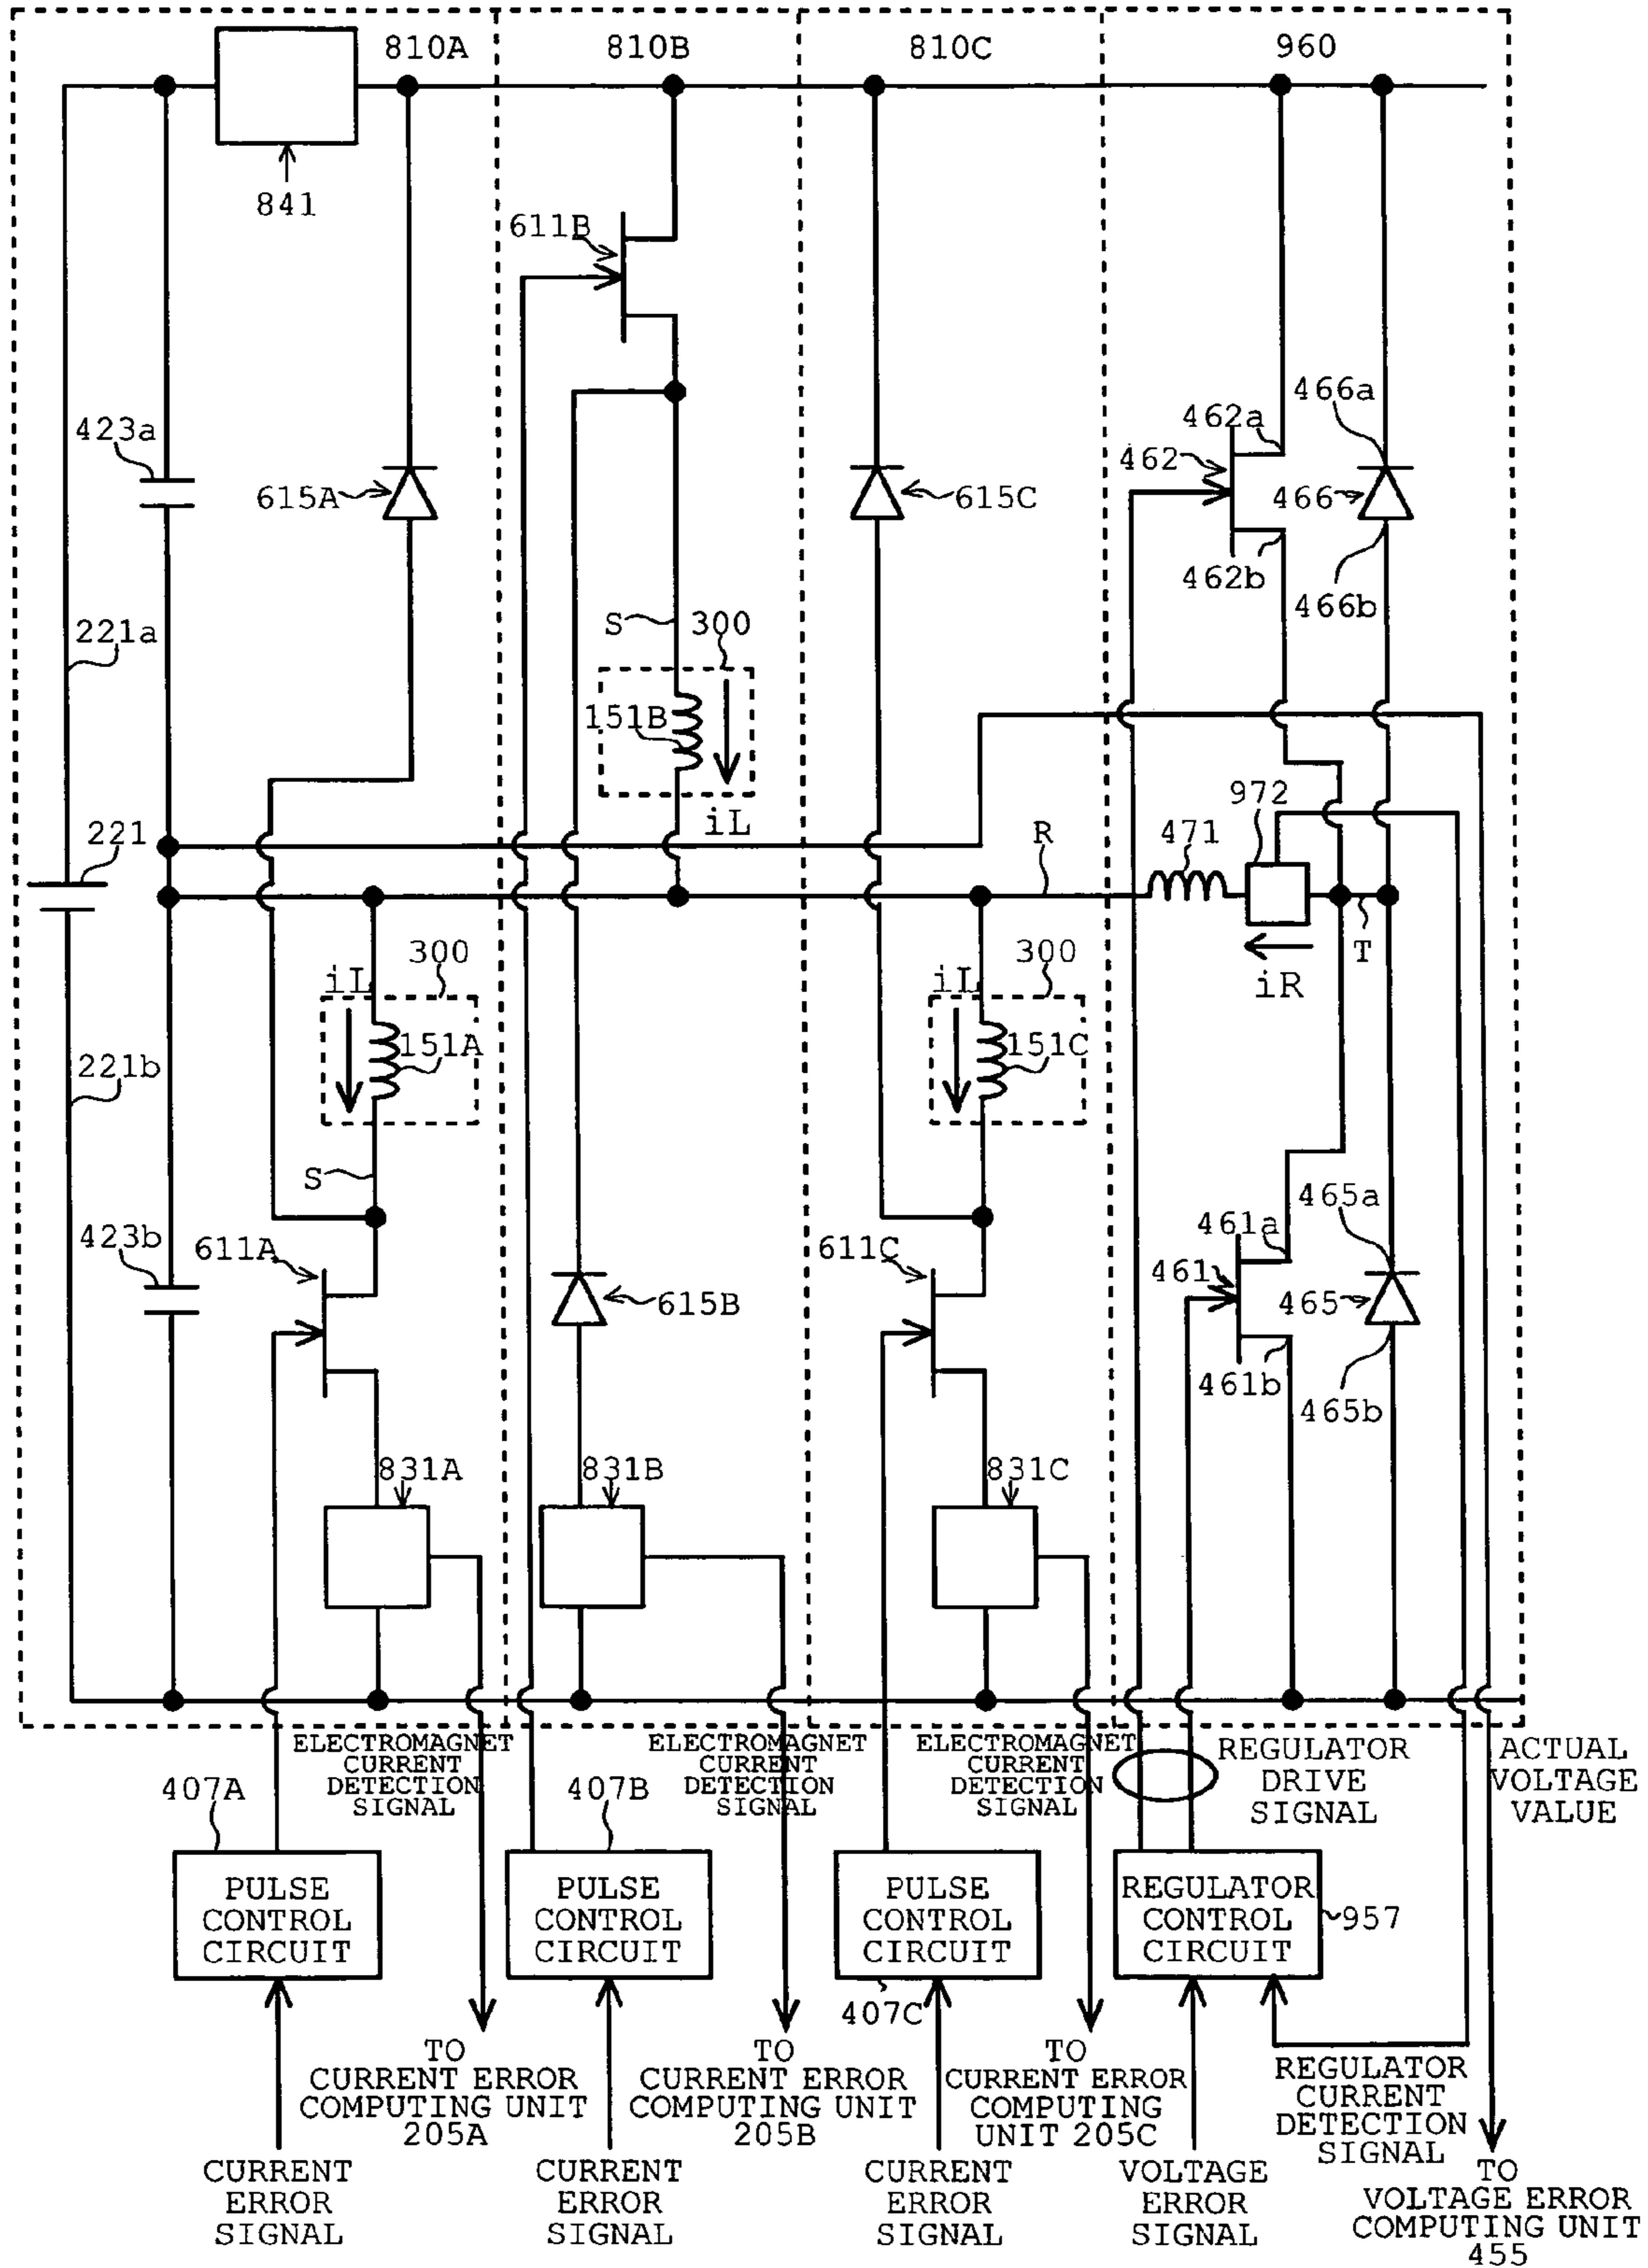 810A
810B
810C
960
841
611B
423a
615A
615C
462a
466a
462
466
462b
466b
221a
S
300
151B
iL
972
471
R
221
T
iR
300
iL
151A
300
iL
151C
221b
S
465a
461a
423b
611A
611C
461
465
615B
461b
465b
831A
831B
831C
ELECTROMAGNET
CURRENT
DETECTION
SIGNAL
ELECTROMAGNET
CURRENT
DETECTION
SIGNAL
ELECTROMAGNET
CURRENT
DETECTION
SIGNAL
REGULATOR
DRIVE
SIGNAL
ACTUAL
VOLTAGE
VALUE
407A
407B
PULSE
CONTROL
CIRCUIT
PULSE
CONTROL
CIRCUIT
PULSE
CONTROL
CIRCUIT
REGULATOR
CONTROL
CIRCUIT
957
407C
TO
CURRENT ERROR
COMPUTING UNIT
205A
TO
CURRENT ERROR
COMPUTING UNIT
205B
TO
CURRENT ERROR
COMPUTING
UNIT 205C
REGULATOR
CURRENT
DETECTION
SIGNAL
CURRENT
ERROR
SIGNAL
CURRENT
ERROR
SIGNAL
CURRENT
ERROR
SIGNAL
VOLTAGE
ERROR
SIGNAL
TO
VOLTAGE ERROR
COMPUTING UNIT
455